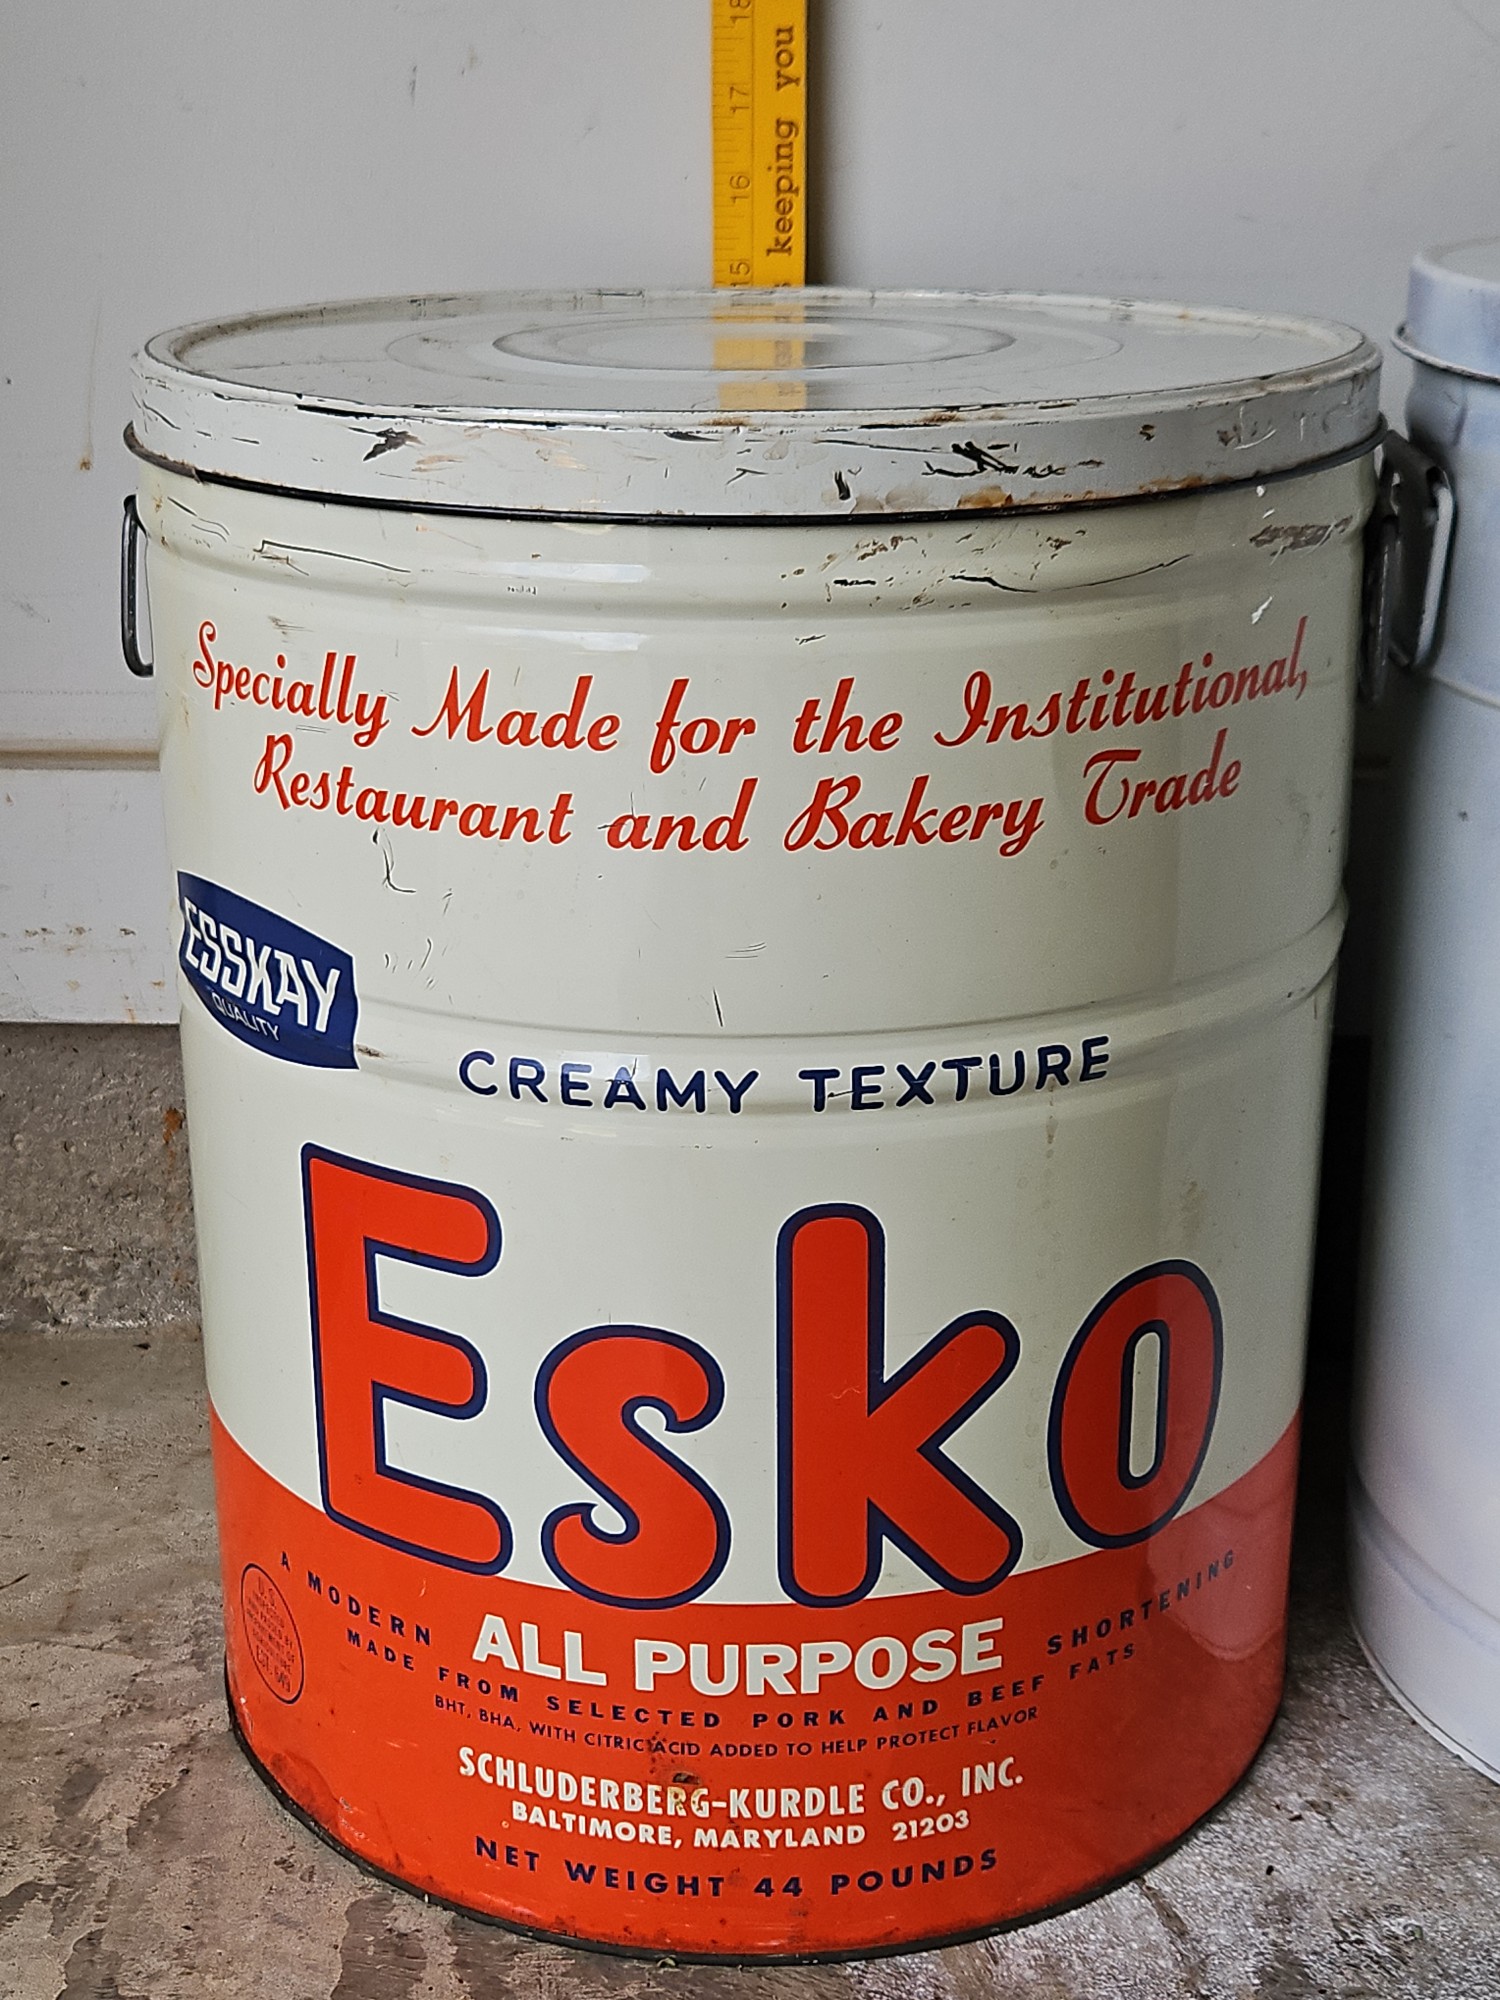 18
17
16
15
keeping you
Specially Made for the Institutional,
Restaurant and Bakery Trade
ESSKAY
QUALITY
CREAMY TEXTURE
Esko
A MODERN ALL PURPOSE SHORTENING
MADE FROM SELECTED PORK AND BEEF FATS
BHT, BHA, WITH CITRIC ACID ADDED TO HELP PROTECT FLAVOR
SCHLUDERBERG-KURDLE CO., INC.
BALTIMORE, MARYLAND 21203
NET WEIGHT 44 POUNDS
U. S.